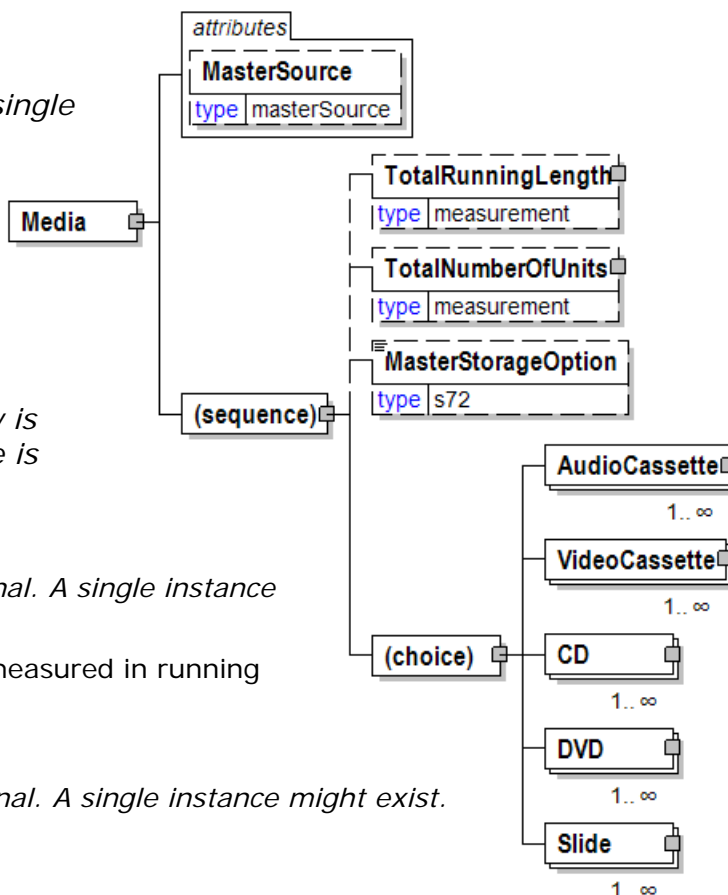 attributes
MasterSource
type masterSource
single
Media
TotalRunningLength
type measurement
TotalNumberOfUnits
type measurement
MasterStorageOption
type s72
(sequence)
is
e is
AudioCassette
1.. ∞
VideoCassette
1.. ∞
nal. A single instance
measured in running
(choice)
CD
1.. ∞
DVD
1.. ∞
nal. A single instance might exist.
Slide
1.. ∞